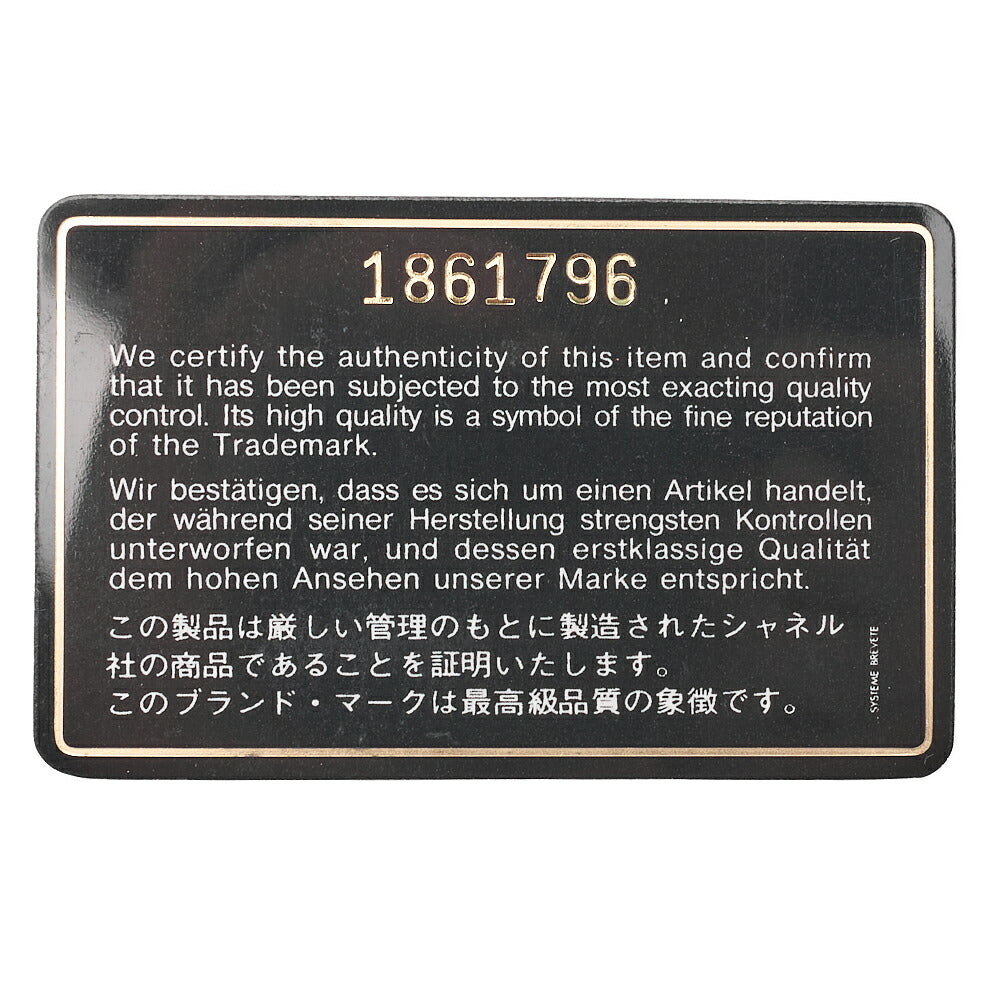 1861796
We certify the authenticity of this item and confirm
that it has been subjected to the most exacting quality
control. Its high quality is a symbol of the fine reputation
of the Trademark.
Wir bestätigen, dass es sich um einen Artikel handelt,
der während seiner Herstellung strengsten Kontrollen
unterworfen war, und dessen erstklassige Qualität
dem hohen Ansehen unserer Marke entspricht.
この製品は厳しい管理のもとに製造されたシャネル
社の商品であることを証明いたします。
このブランド・マークは最高級品質の象徴です。
SYSTEME BREVETE